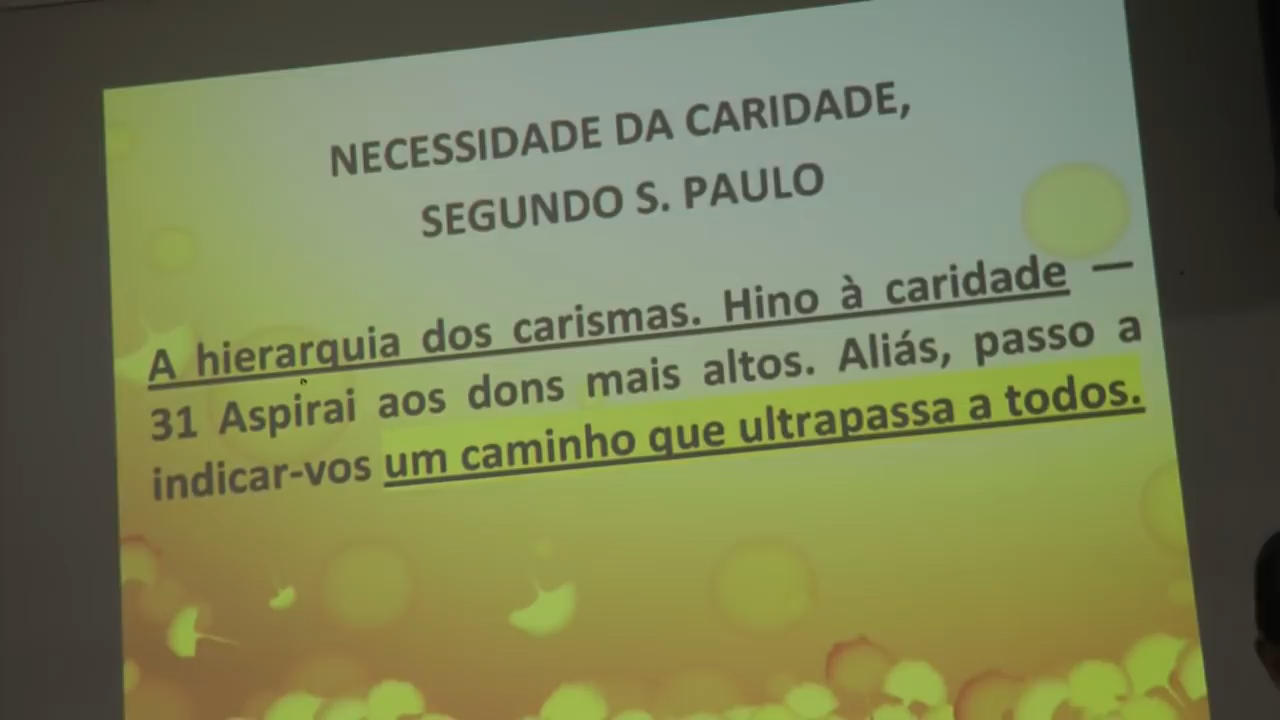 NECESSIDADE DA CARIDADE,
SEGUNDO S. PAULO
A hierarquia dos carismas. Hino à caridade —
31 Aspirai aos dons mais altos. Aliás, passo a
indicar-vos um caminho que ultrapassa a todos.